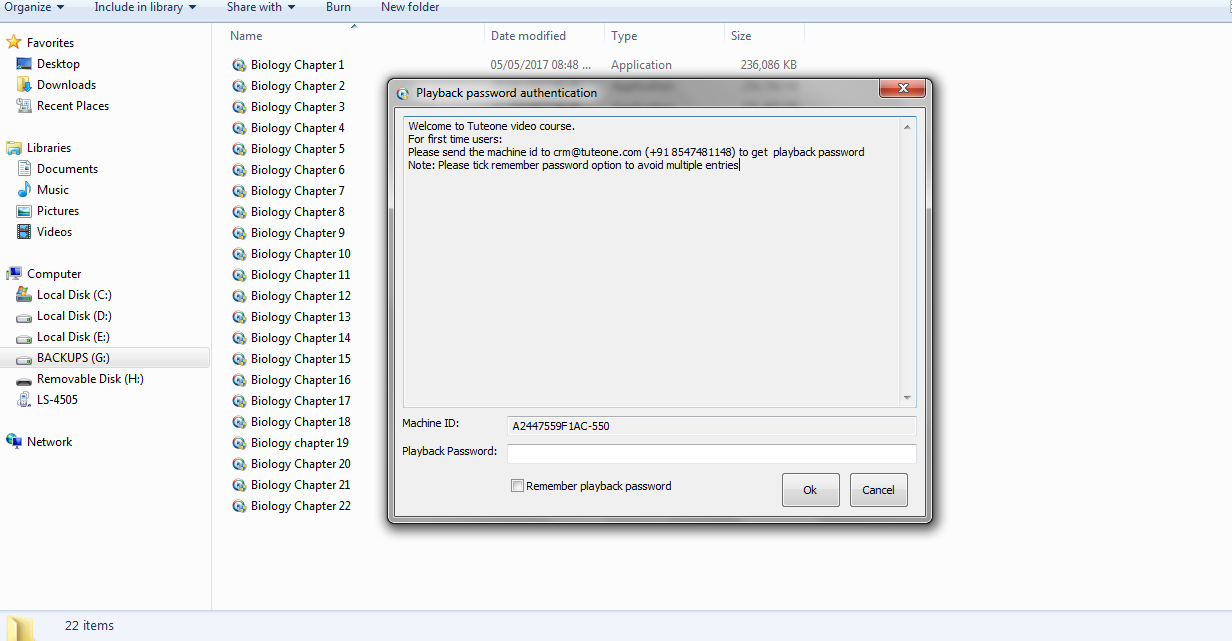 Organize Include in library Share with Burn New folder
Favorites
Desktop
Downloads
Recent Places
Libraries
Documents
Music
Pictures
Videos
Computer
Local Disk (C:)
Local Disk (D:)
Local Disk (E:)
BACKUPS (G:)
Removable Disk (H:)
LS-4505
Network
Name Date modified Type Size
Biology Chapter 1 05/05/2017 08:48 ... Application 236,086 KB
Biology Chapter 2
Biology Chapter 3
Biology Chapter 4
Biology Chapter 5
Biology Chapter 6
Biology Chapter 7
Biology Chapter 8
Biology Chapter 9
Biology Chapter 10
Biology Chapter 11
Biology Chapter 12
Biology Chapter 13
Biology Chapter 14
Biology Chapter 15
Biology Chapter 16
Biology Chapter 17
Biology Chapter 18
Biology chapter 19
Biology Chapter 20
Biology Chapter 21
Biology Chapter 22
Playback password authentication
Welcome to Tuteone video course.
For first time users:
Please send the machine id to crm@tuteone.com (+91 8547481148) to get playback password
Note: Please tick remember password option to avoid multiple entries
Machine ID: A2447559F1AC-550
Playback Password:
Remember playback password
Ok Cancel
22 items